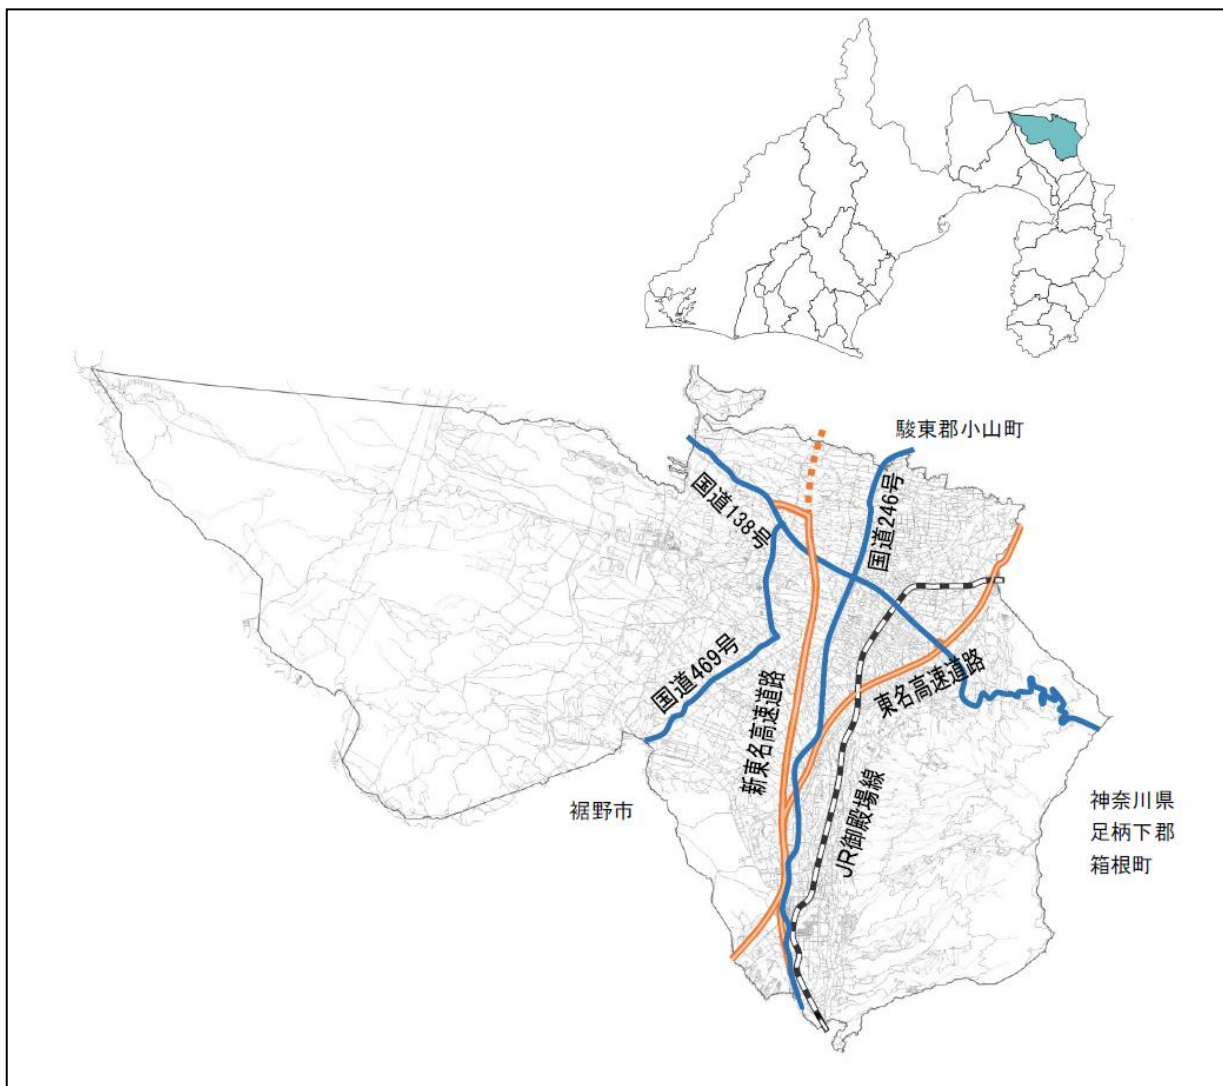 駿東郡小山町
国道138号
国道246号
国道469号
新東名高速道路
東名高速道路
JR御殿場線
裾野市
神奈川県
足柄下郡
箱根町